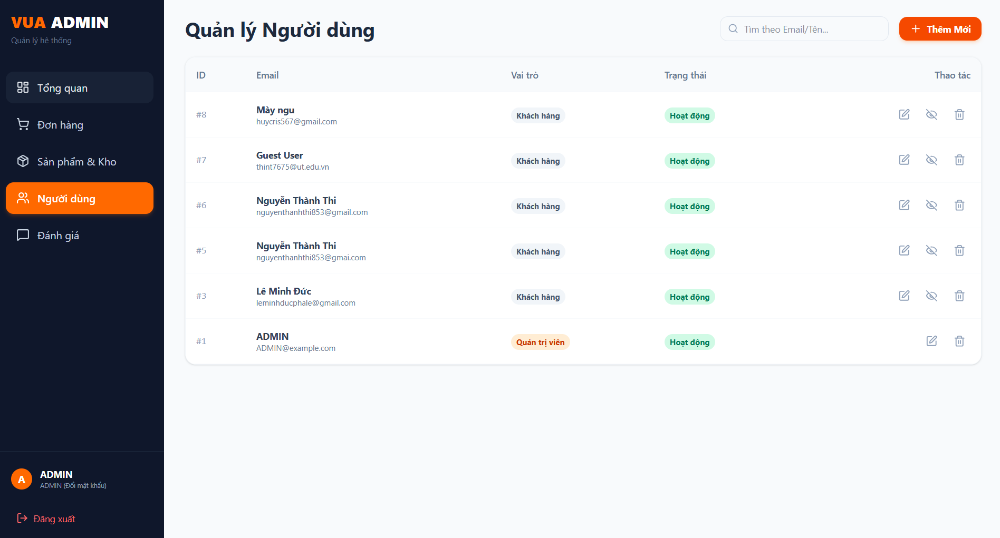 VUA ADMIN
Quản lý hệ thống
Tổng quan
Đơn hàng
Sản phẩm & Kho
Người dùng
Đánh giá
A
ADMIN
ADMIN (Đổi mật khẩu)
Đăng xuất
Quản lý Người dùng
Tìm theo Email/Tên...
+ Thêm Mới
ID Email Vai trò Trạng thái Thao tác
#8 Mày ngu Khách hàng Hoạt động
huycris567@gmail.com
#7 Guest User Khách hàng Hoạt động
thint7675@ut.edu.vn
#6 Nguyễn Thành Thi Khách hàng Hoạt động
nguyenthanhthi853@gmail.com
#5 Nguyễn Thành Thi Khách hàng Hoạt động
nguyenthanhthi853@gmai.com
#3 Lê Minh Đức Khách hàng Hoạt động
leminhducphale@gmail.com
#1 ADMIN Quản trị viên Hoạt động
ADMIN@example.com